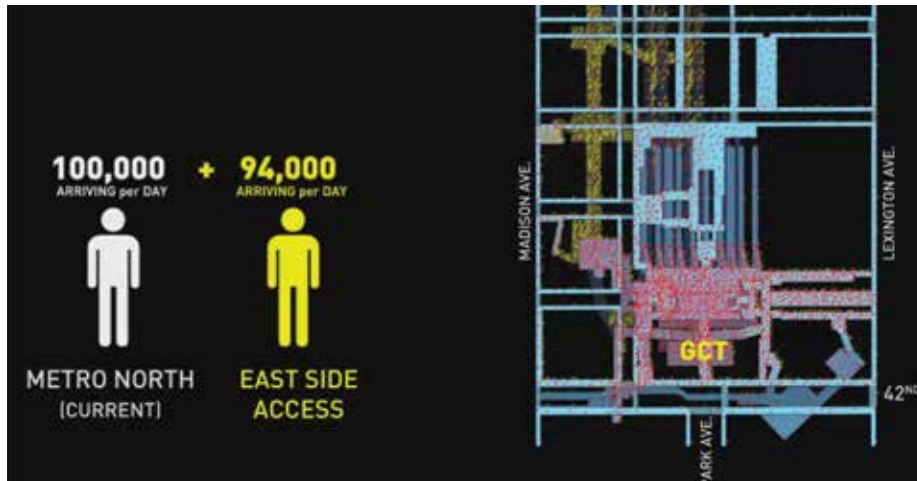 100,000 + 94,000
ARRIVING per DAY ARRIVING per DAY
METRO NORTH
(CURRENT)
EAST SIDE
ACCESS
MADISON AVE.
LEXINGTON AVE.
GCT
42ND
PARK AVE.